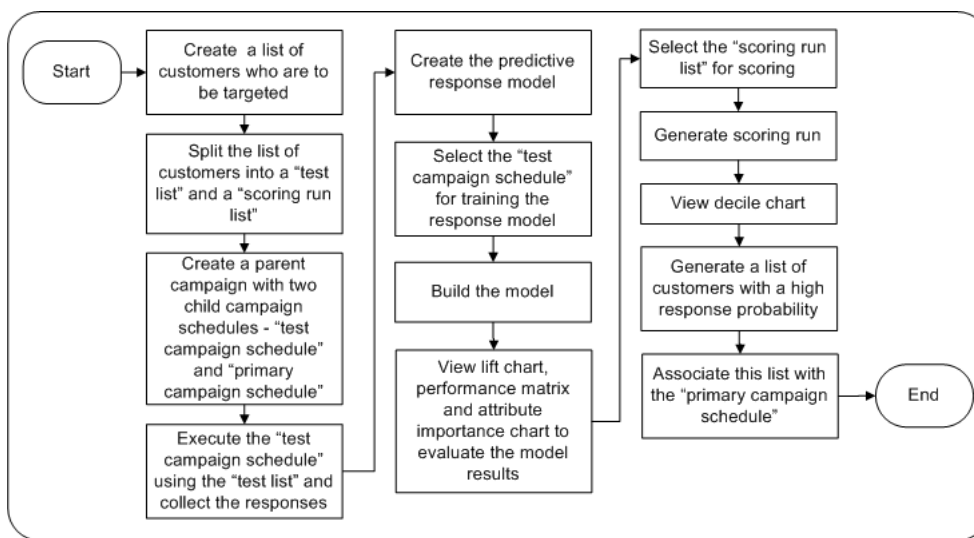 Start
Create a list of
customers who are to
be targeted
Split the list of
customers into a “test
list” and a “scoring run
list”
Create a parent
campaign with two
child campaign
schedules - “test
campaign schedule”
and “primary
campaign schedule”
Execute the “test
campaign schedule”
using the “test list” and
collect the responses
Create the predictive
response model
Select the “test
campaign schedule”
for training the
response model
Build the model
View lift chart,
performance matrix
and attribute
importance chart to
evaluate the model
results
Select the “scoring run
list” for scoring
Generate scoring run
View decile chart
Generate a list of
customers with a high
response probability
Associate this list with
the “primary campaign
schedule”
End